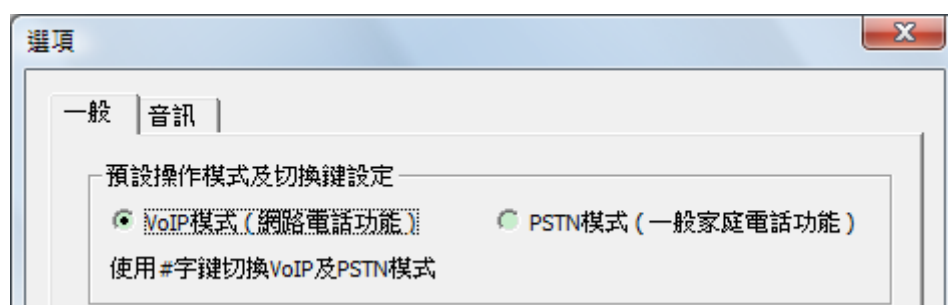 選項
一般 音訊
預設操作模式及切換鍵設定
VoIP模式(網路電話功能) PSTN模式(一般家庭電話功能)
使用#字鍵切換VoIP及PSTN模式